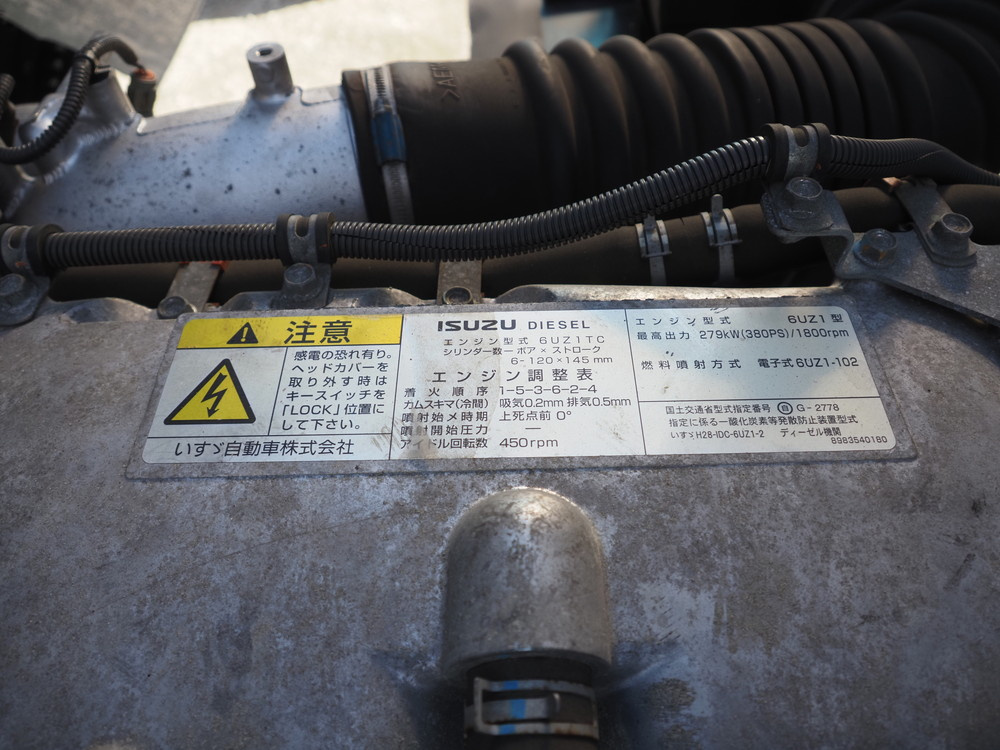 >AEM
注意
感電の恐れ有り。
ヘッドカバーを
取り外す時は
キースイッチを
「LOCK」位置に
して下さい。
いすゞ自動車株式会社
ISUZU DIESEL
エンジン型式 6UZ1TC
シリンダー数−ボア×ストローク
6-120×145mm
エンジン調整表
着火順序 1-5-3-6-2-4
カムスキマ(冷間) 吸気0.2mm 排気0.5mm
噴射始メ時期 上死点前 0°
噴射開始圧力 —
アイドル回転数 450rpm
エンジン型式 6UZ1型
最高出力 279kW(380PS)/1800rpm
燃料噴射方式 電子式6UZ1-102
国土交通省型式指定番号 自 G-2778
指定に係る一酸化炭素等発散防止装置型式
いすゞH28-IDC-6UZ1-2 ディーゼル機関
8983540180